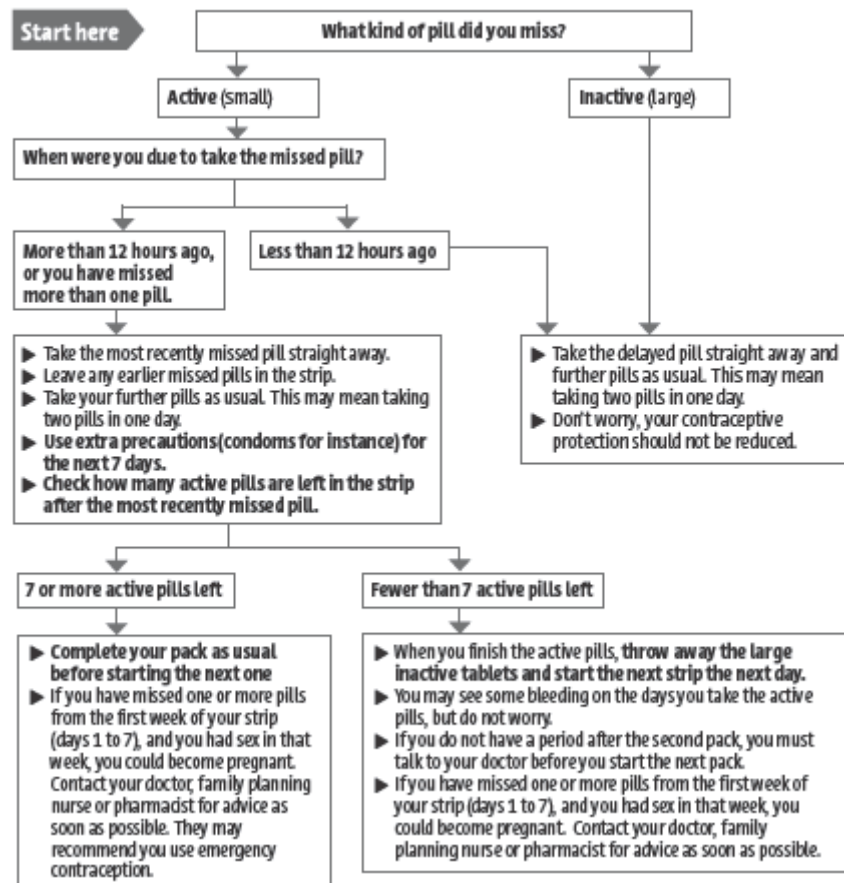 Start here
What kind of pill did you miss?
Active (small)
Inactive (large)
When were you due to take the missed pill?
More than 12 hours ago,
or you have missed
more than one pill.
Less than 12 hours ago
▶ Take the most recently missed pill straight away.
▶ Leave any earlier missed pills in the strip.
▶ Take your further pills as usual. This may mean taking
two pills in one day.
▶ Use extra precautions(condoms for instance) for
the next 7 days.
▶ Check how many active pills are left in the strip
after the most recently missed pill.
▶ Take the delayed pill straight away and
further pills as usual. This may mean
taking two pills in one day.
▶ Don't worry, your contraceptive
protection should not be reduced.
7 or more active pills left
Fewer than 7 active pills left
▶ Complete your pack as usual
before starting the next one
▶ If you have missed one or more pills
from the first week of your strip
(days 1 to 7), and you had sex in that
week, you could become pregnant.
Contact your doctor, family planning
nurse or pharmacist for advice as
soon as possible. They may
recommend you use emergency
contraception.
▶ When you finish the active pills, throw away the large
inactive tablets and start the next strip the next day.
▶ You may see some bleeding on the days you take the active
pills, but do not worry.
▶ If you do not have a period after the second pack, you must
talk to your doctor before you start the next pack.
▶ If you have missed one or more pills from the first week of
your strip (days 1 to 7), and you had sex in that week, you
could become pregnant. Contact your doctor, family
planning nurse or pharmacist for advice as soon as possible.